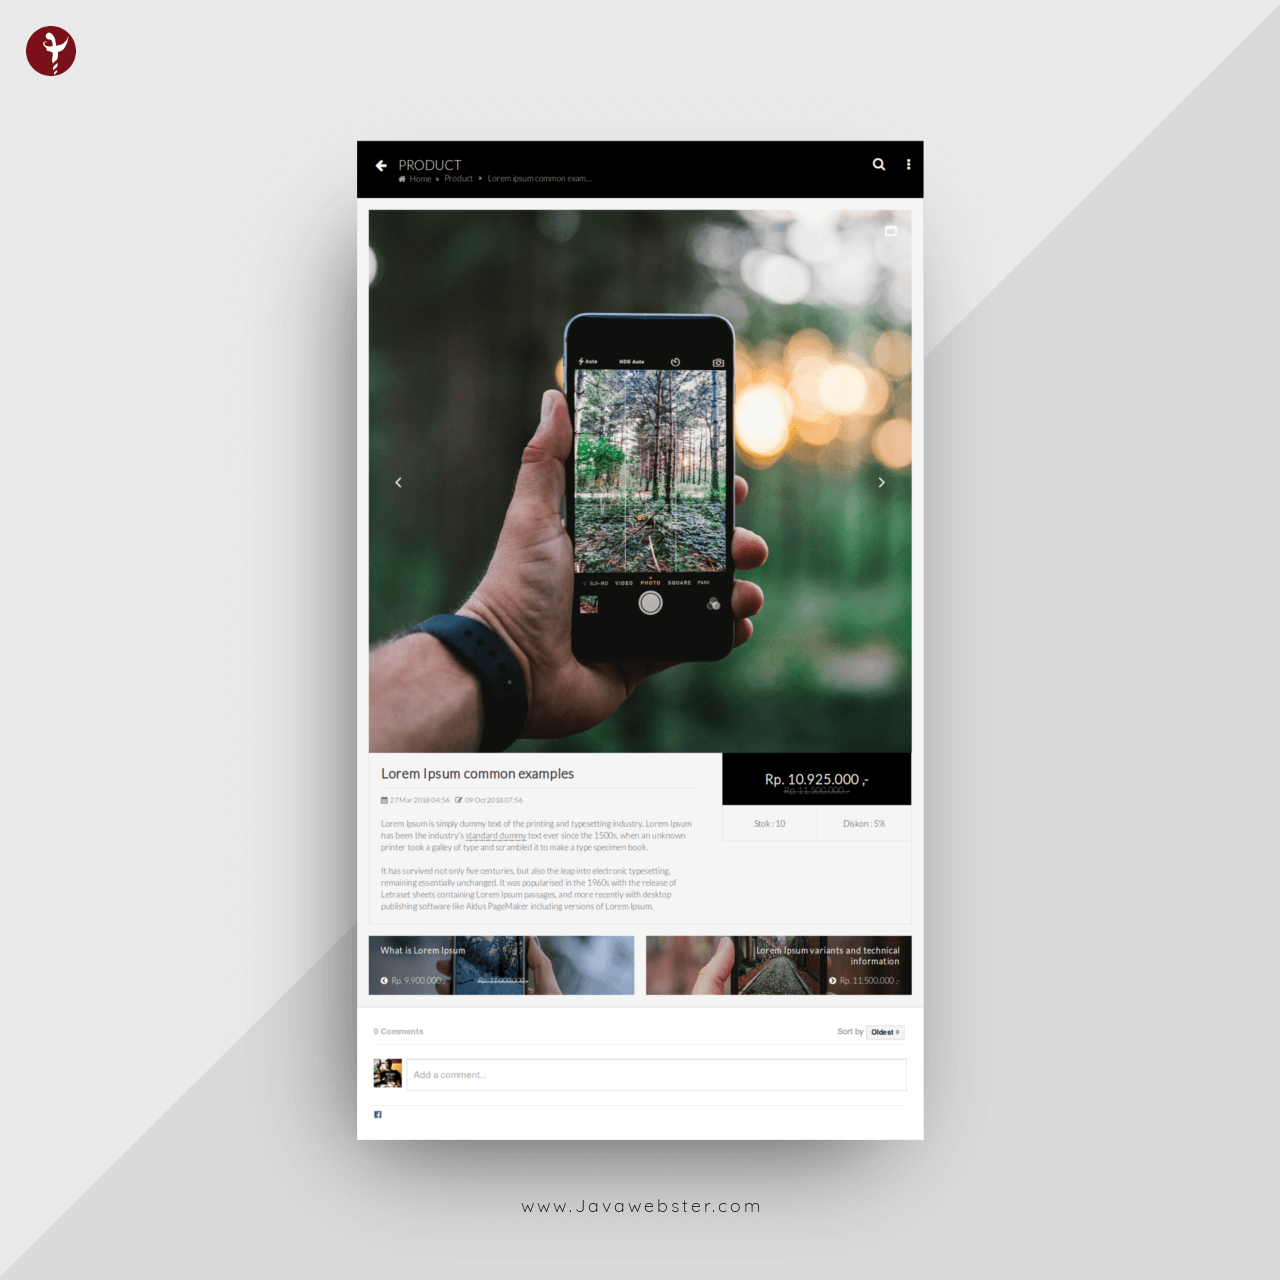 PRODUCT
Home » Product » Lorem ipsum common exam...
Auto HDR Auto
SLO-MO VIDEO PHOTO SQUARE PANO
Lorem Ipsum common examples
27 Mar 2018 04:56 09 Oct 2018 07:56
Lorem Ipsum is simply dummy text of the printing and typesetting industry. Lorem Ipsum
has been the industry's standard dummy text ever since the 1500s, when an unknown
printer took a galley of type and scrambled it to make a type specimen book.
It has survived not only five centuries, but also the leap into electronic typesetting,
remaining essentially unchanged. It was popularised in the 1960s with the release of
Letraset sheets containing Lorem Ipsum passages, and more recently with desktop
publishing software like Aldus PageMaker including versions of Lorem Ipsum.
Rp. 10.925.000 ,-
Rp. 11.500.000 ,-
Stok : 10
Diskon : 5%
What is Lorem Ipsum
Rp. 9.900.000 ,-
Rp. 11.000.000 ,-
Lorem Ipsum variants and technical
information
Rp. 11.500.000 ,-
0 Comments
Sort by Oldest
Add a comment...
www.Javawebster.com